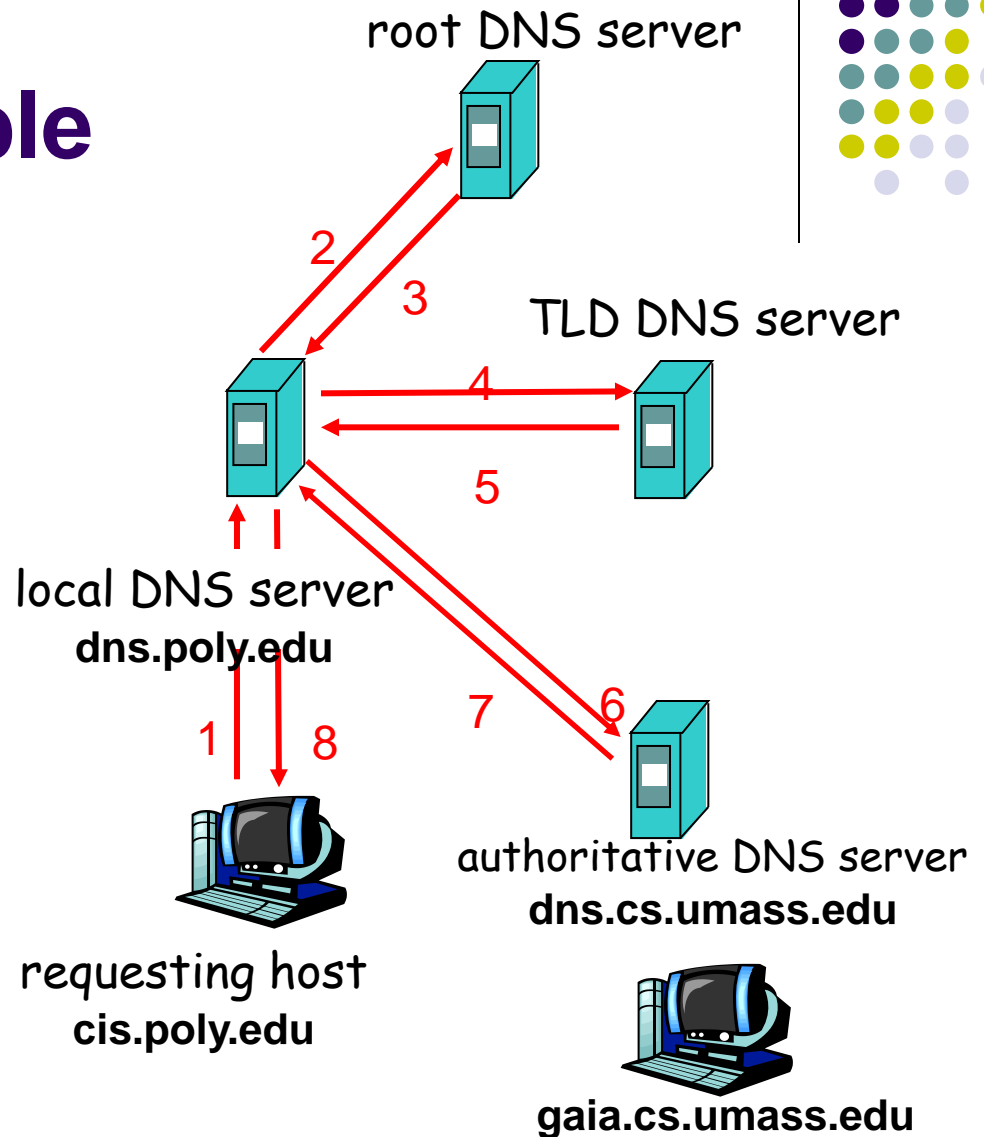 root DNS server
ple
2
3
TLD DNS server
4
5
local DNS server
dns.poly.edu
1
8
7
6
authoritative DNS server
dns.cs.umass.edu
requesting host
cis.poly.edu
gaia.cs.umass.edu